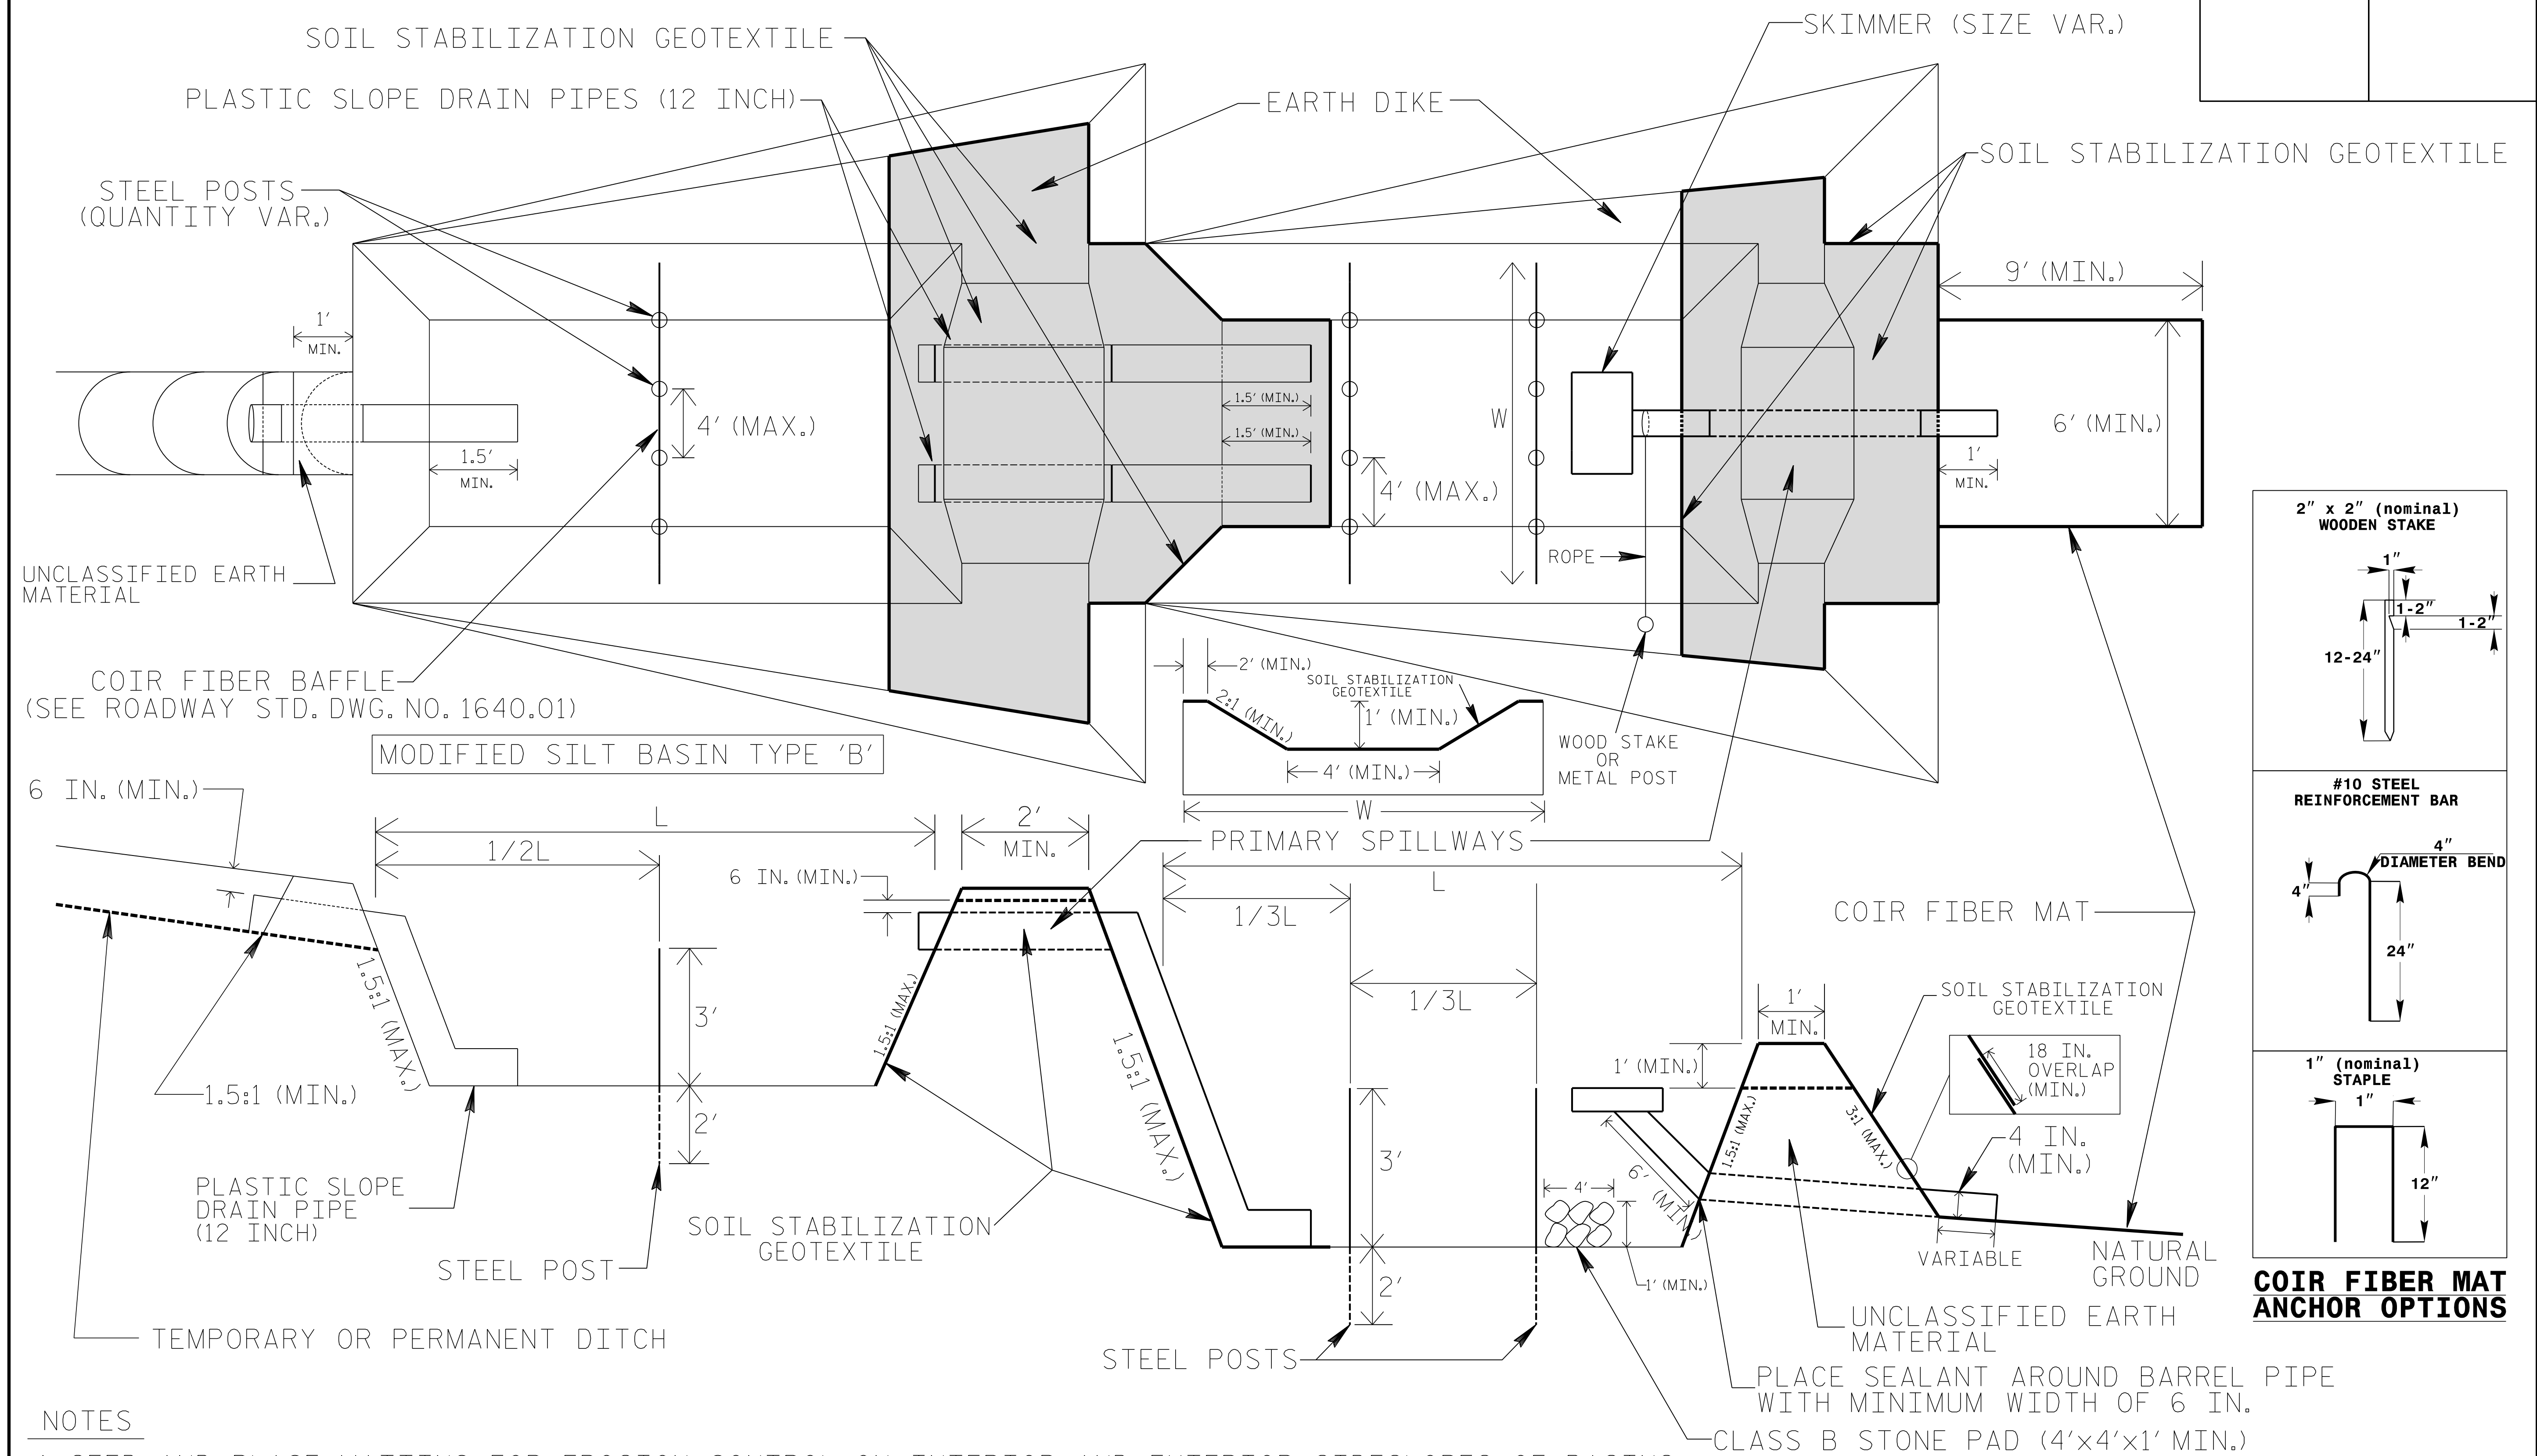 SOIL STABILIZATION GEOTEXTILE
SKIMMER (SIZE VAR.)
PLASTIC SLOPE DRAIN PIPES (12 INCH)
EARTH DIKE
SOIL STABILIZATION GEOTEXTILE
STEEL POSTS
(QUANTITY VAR.)
9' (MIN.)
1'
MIN.
4' (MAX.)
1.5'
MIN.
1.5' (MIN.)
1.5' (MIN.)
W
4' (MAX.)
6' (MIN.)
1'
MIN.
ROPE
UNCLASSIFIED EARTH
MATERIAL
COIR FIBER BAFFLE
(SEE ROADWAY STD. DWG. NO. 1640.01)
MODIFIED SILT BASIN TYPE 'B'
2' (MIN.)
SOIL STABILIZATION
GEOTEXTILE
2:1 (MIN.)
1' (MIN.)
4' (MIN.)
W
WOOD STAKE
OR
METAL POST
2" x 2" (nominal)
WOODEN STAKE
1"
1-2"
1-2"
12-24"
#10 STEEL
REINFORCEMENT BAR
4"
DIAMETER BEND
4"
24"
1" (nominal)
STAPLE
1"
12"
COIR FIBER MAT
ANCHOR OPTIONS
6 IN. (MIN.)
L
1/2L
2'
MIN.
PRIMARY SPILLWAYS
6 IN. (MIN.)
L
1/3L
1/3L
COIR FIBER MAT
1.5:1 (MAX.)
3'
2'
1.5:1 (MAX.)
1.5:1 (MAX.)
1.5:1 (MIN.)
PLASTIC SLOPE
DRAIN PIPE
(12 INCH)
STEEL POST
SOIL STABILIZATION
GEOTEXTILE
TEMPORARY OR PERMANENT DITCH
3'
2'
STEEL POSTS
1'
MIN.
1' (MIN.)
SOIL STABILIZATION
GEOTEXTILE
18 IN.
OVERLAP
(MIN.)
1.5:1 (MAX.)
3:1 (MAX.)
4 IN.
(MIN.)
6' (MIN.)
4'
1' (MIN.)
VARIABLE
NATURAL
GROUND
UNCLASSIFIED EARTH
MATERIAL
PLACE SEALANT AROUND BARREL PIPE
WITH MINIMUM WIDTH OF 6 IN.
CLASS B STONE PAD (4'x4'x1' MIN.)
NOTES